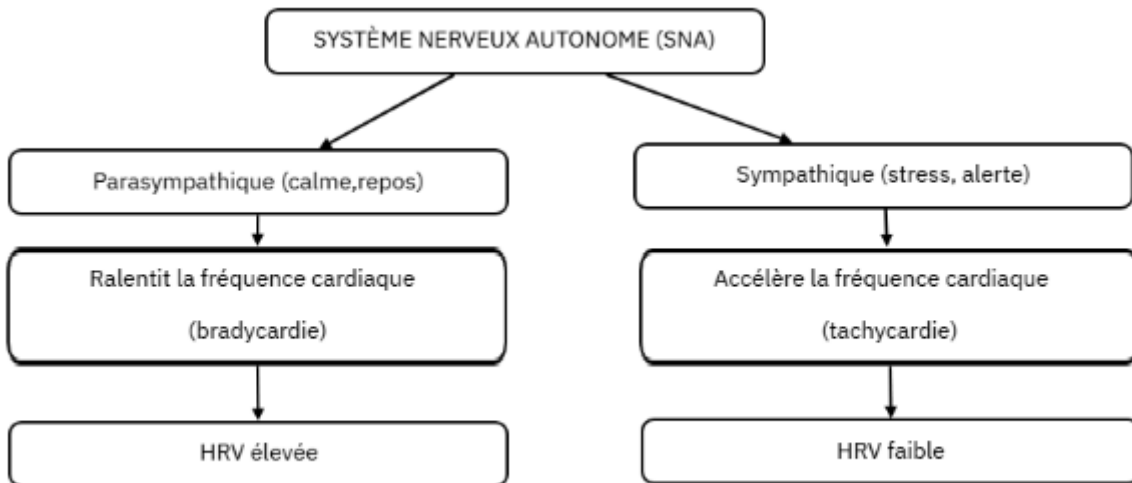 SYSTÈME NERVEUX AUTONOME (SNA)
Parasympathique (calme,repos)
Sympathique (stress, alerte)
Ralentit la fréquence cardiaque
(bradycardie)
Accélère la fréquence cardiaque
(tachycardie)
HRV élevée
HRV faible